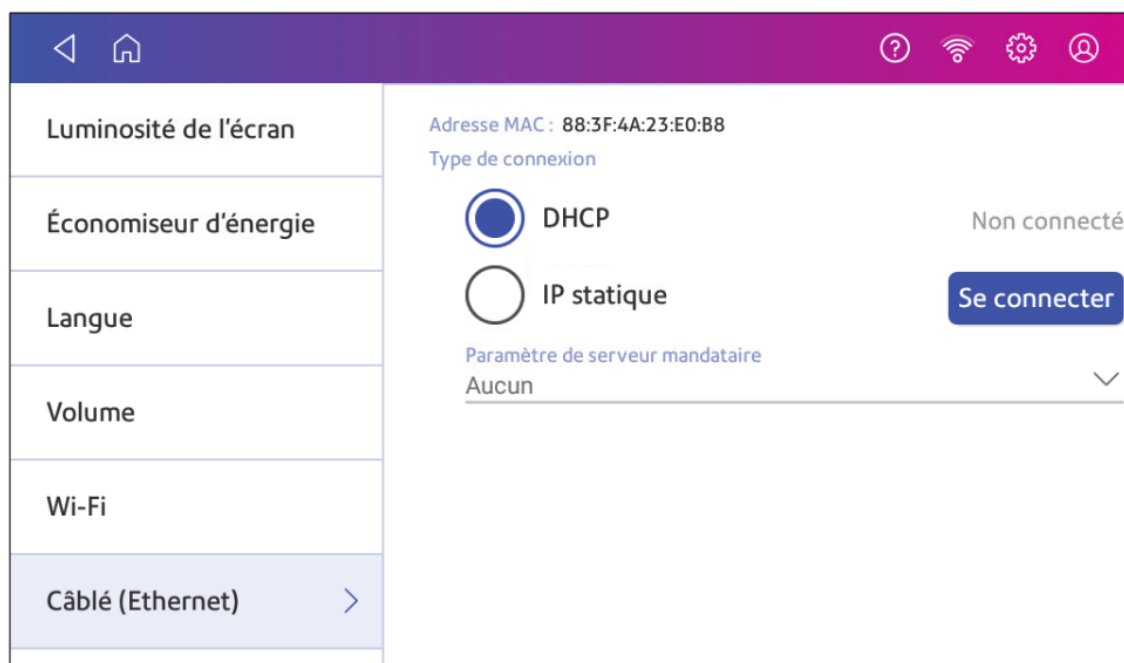 Luminosité de l'écran
Économiseur d'énergie
Langue
Volume
Wi-Fi
Câblé (Ethernet)
Adresse MAC : 88:3F:4A:23:E0:B8
Type de connexion
DHCP
Non connecté
IP statique
Se connecter
Paramètre de serveur mandataire
Aucun